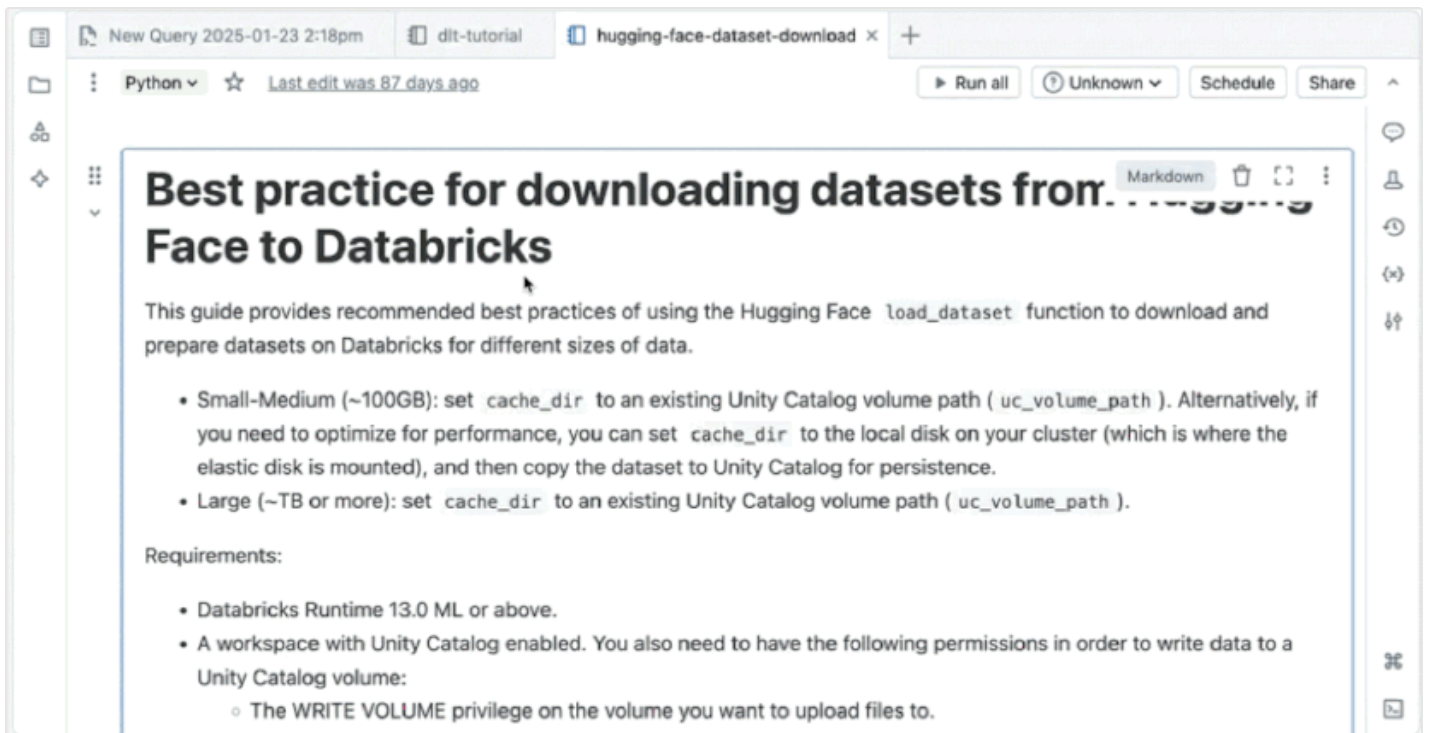 New Query 2025-01-23 2:18pm
dlt-tutorial
hugging-face-dataset-download
Python
Last edit was 87 days ago
Run all
Unknown
Schedule
Share
Markdown
Best practice for downloading datasets from Hugging
Face to Databricks
This guide provides recommended best practices of using the Hugging Face load_dataset function to download and
prepare datasets on Databricks for different sizes of data.
• Small-Medium (~100GB): set cache_dir to an existing Unity Catalog volume path ( uc_volume_path ). Alternatively, if
you need to optimize for performance, you can set cache_dir to the local disk on your cluster (which is where the
elastic disk is mounted), and then copy the dataset to Unity Catalog for persistence.
• Large (~TB or more): set cache_dir to an existing Unity Catalog volume path ( uc_volume_path ).
Requirements:
• Databricks Runtime 13.0 ML or above.
• A workspace with Unity Catalog enabled. You also need to have the following permissions in order to write data to a
Unity Catalog volume:
◦ The WRITE VOLUME privilege on the volume you want to upload files to.